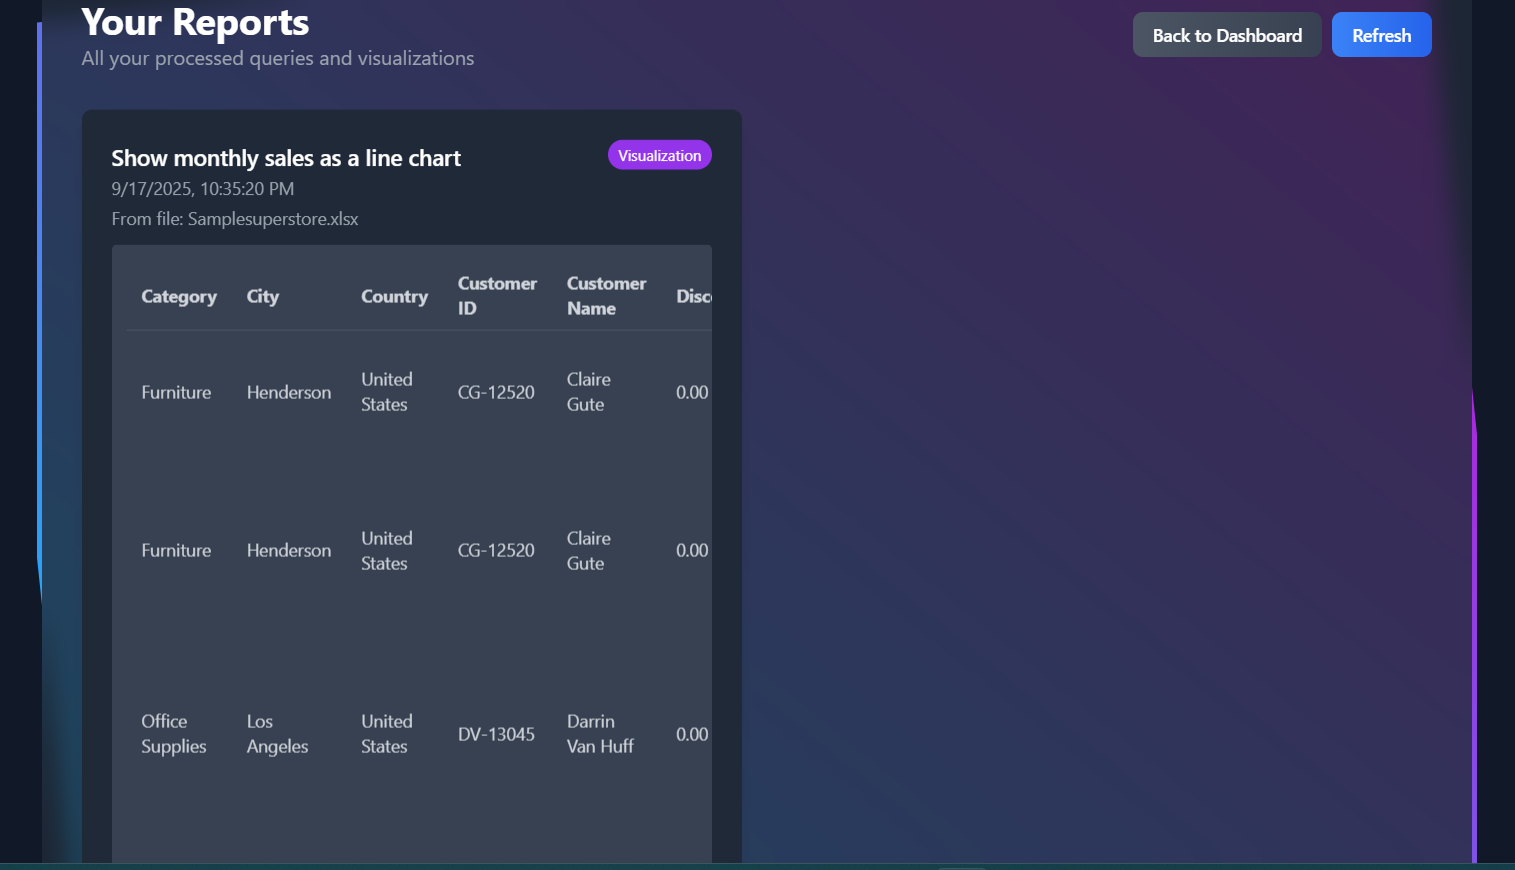 Your Reports
All your processed queries and visualizations
Back to Dashboard
Refresh
Show monthly sales as a line chart
Visualization
9/17/2025, 10:35:20 PM
From file: Samplesuperstore.xlsx
Category City Country Customer ID Customer Name Disc
Furniture Henderson United States CG-12520 Claire Gute 0.00
Furniture Henderson United States CG-12520 Claire Gute 0.00
Office Supplies Los Angeles United States DV-13045 Darrin Van Huff 0.00